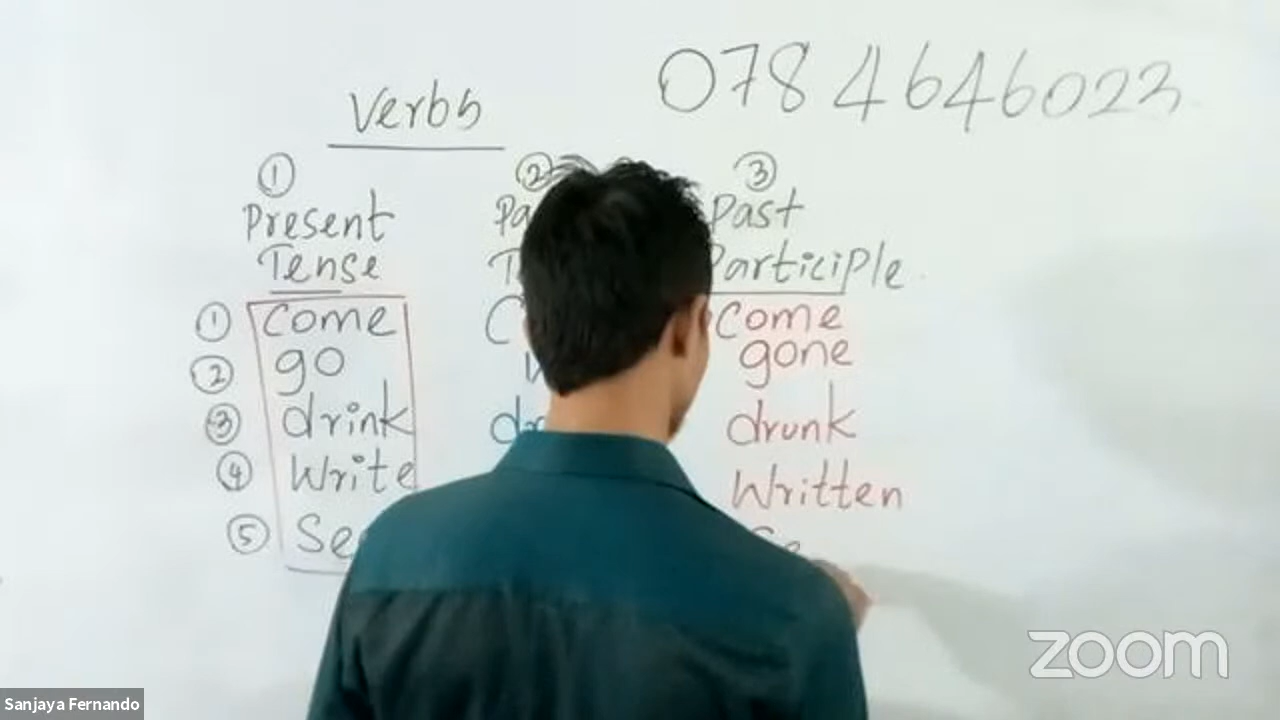 Verbs
0784646023
① ② ③
Present Past
Tense Participle
① Come Come
② go gone
③ drink drunk
④ Write Written
⑤
zoom
Sanjaya Fernando